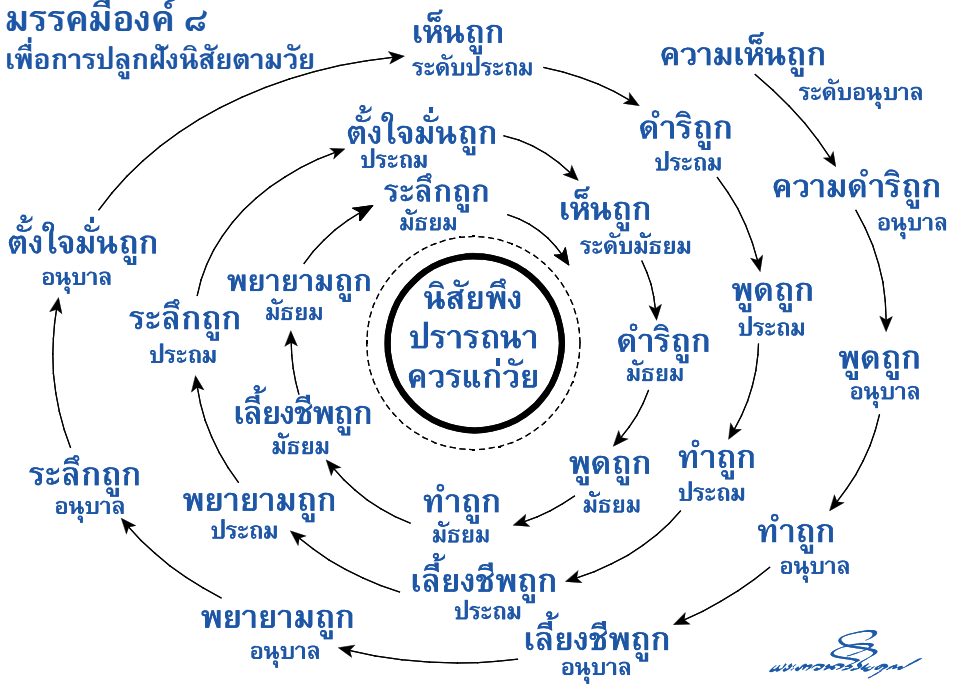 มรรคมีองค์ ๘
เพื่อการปลูกฝังนิสัยตามวัย
ความเห็นถูก
ระดับอนุบาล
ความดำริถูก
อนุบาล
พูดถูก
อนุบาล
ทำถูก
อนุบาล
เลี้ยงชีพถูก
อนุบาล
พยายามถูก
อนุบาล
ระลึกถูก
อนุบาล
ตั้งใจมั่นถูก
อนุบาล
เห็นถูก
ระดับประถม
ดำริถูก
ประถม
พูดถูก
ประถม
ทำถูก
ประถม
เลี้ยงชีพถูก
ประถม
พยายามถูก
ประถม
ระลึกถูก
ประถม
ตั้งใจมั่นถูก
ประถม
เห็นถูก
ระดับมัธยม
ดำริถูก
มัธยม
พูดถูก
มัธยม
ทำถูก
มัธยม
เลี้ยงชีพถูก
มัธยม
พยายามถูก
มัธยม
ระลึกถูก
มัธยม
นิสัยพึง
ปรารถนา
ควรแก่วัย